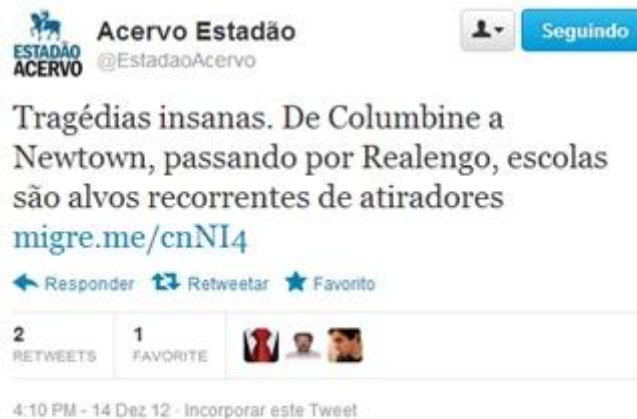 ESTADÃO
ACERVO
Acervo Estadão
@EstadaoAcervo
Seguindo
Tragédias insanas. De Columbine a
Newtown, passando por Realengo, escolas
são alvos recorrentes de atiradores
migre.me/cnNI4
Responder Retweetar Favorito
2
RETWEETS
1
FAVORITE
4:10 PM - 14 Dez 12 · Incorporar este Tweet